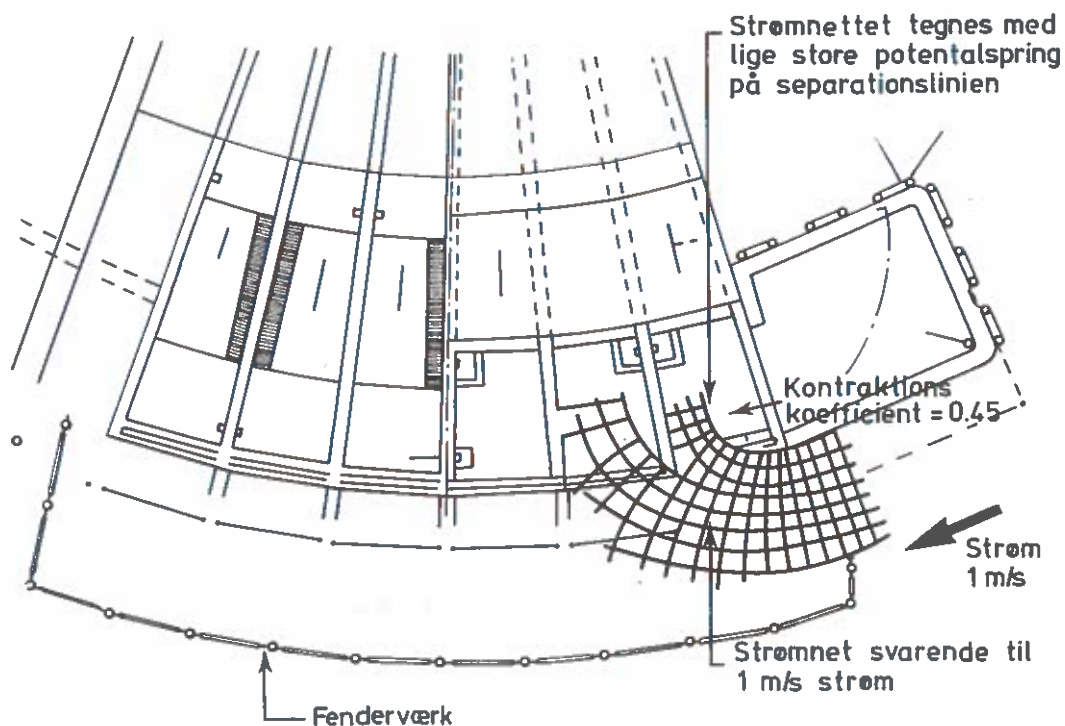 Strømnettet tegnes med
lige store potentalspring
på separationslinien
Kontraktions
koefficient = 0.45
Strøm
1 m/s
Strømnet svarende til
1 m/s strøm
Fenderværk